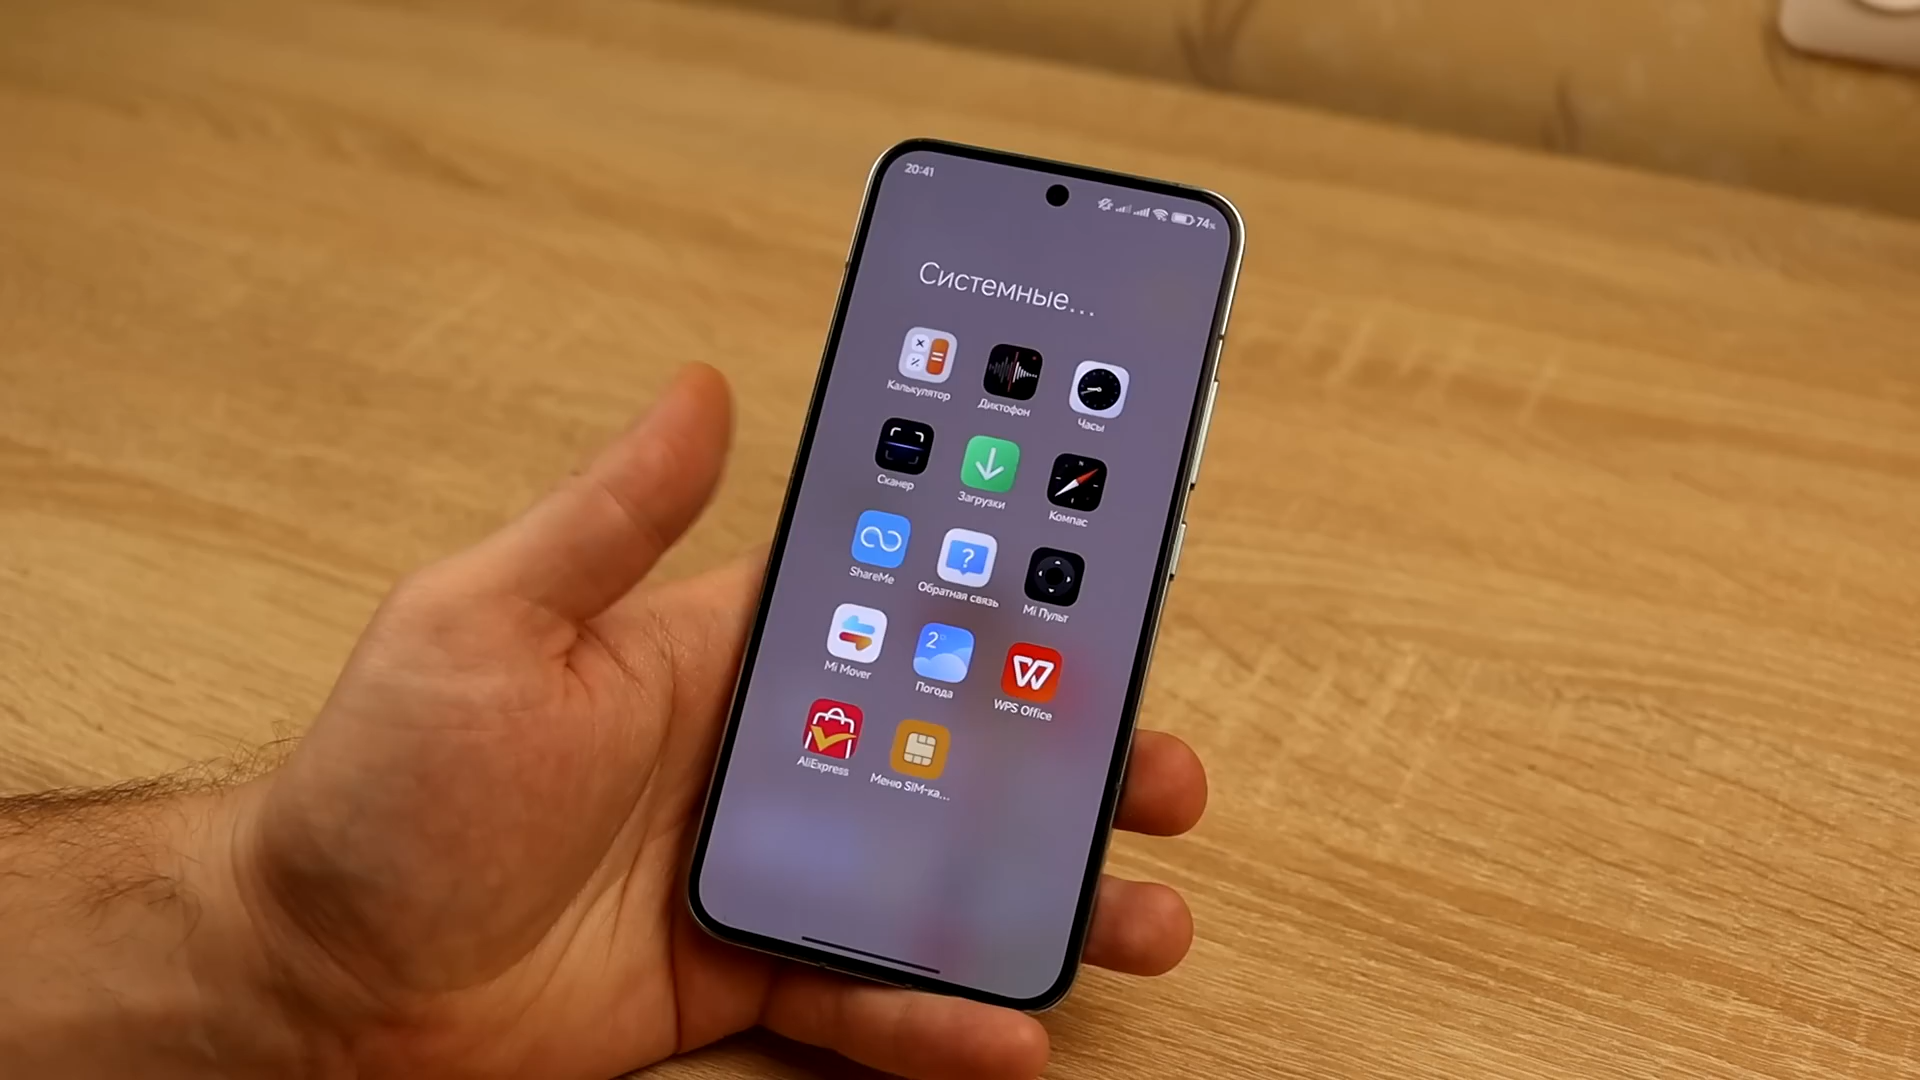 20:41
74%
Системные...
Калькулятор
Диктофон
Часы
Сканер
Загрузки
Компас
ShareMe
Обратная связь
Mi Пульт
2°
Mi Mover
Погода
WPS Office
AliExpress
Меню SIM-ка...